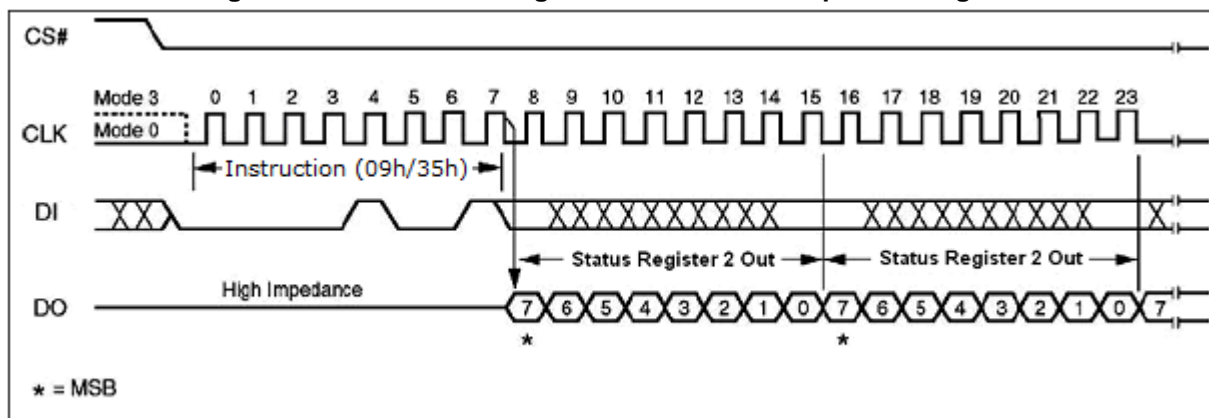 CS#
Mode 3 0 1 2 3 4 5 6 7 8 9 10 11 12 13 14 15 16 17 18 19 20 21 22 23
CLK Mode 0
Instruction (09h/35h)
DI
Status Register 2 Out Status Register 2 Out
High Impedance
DO 7 6 5 4 3 2 1 0 7 6 5 4 3 2 1 0 7
* *
* = MSB